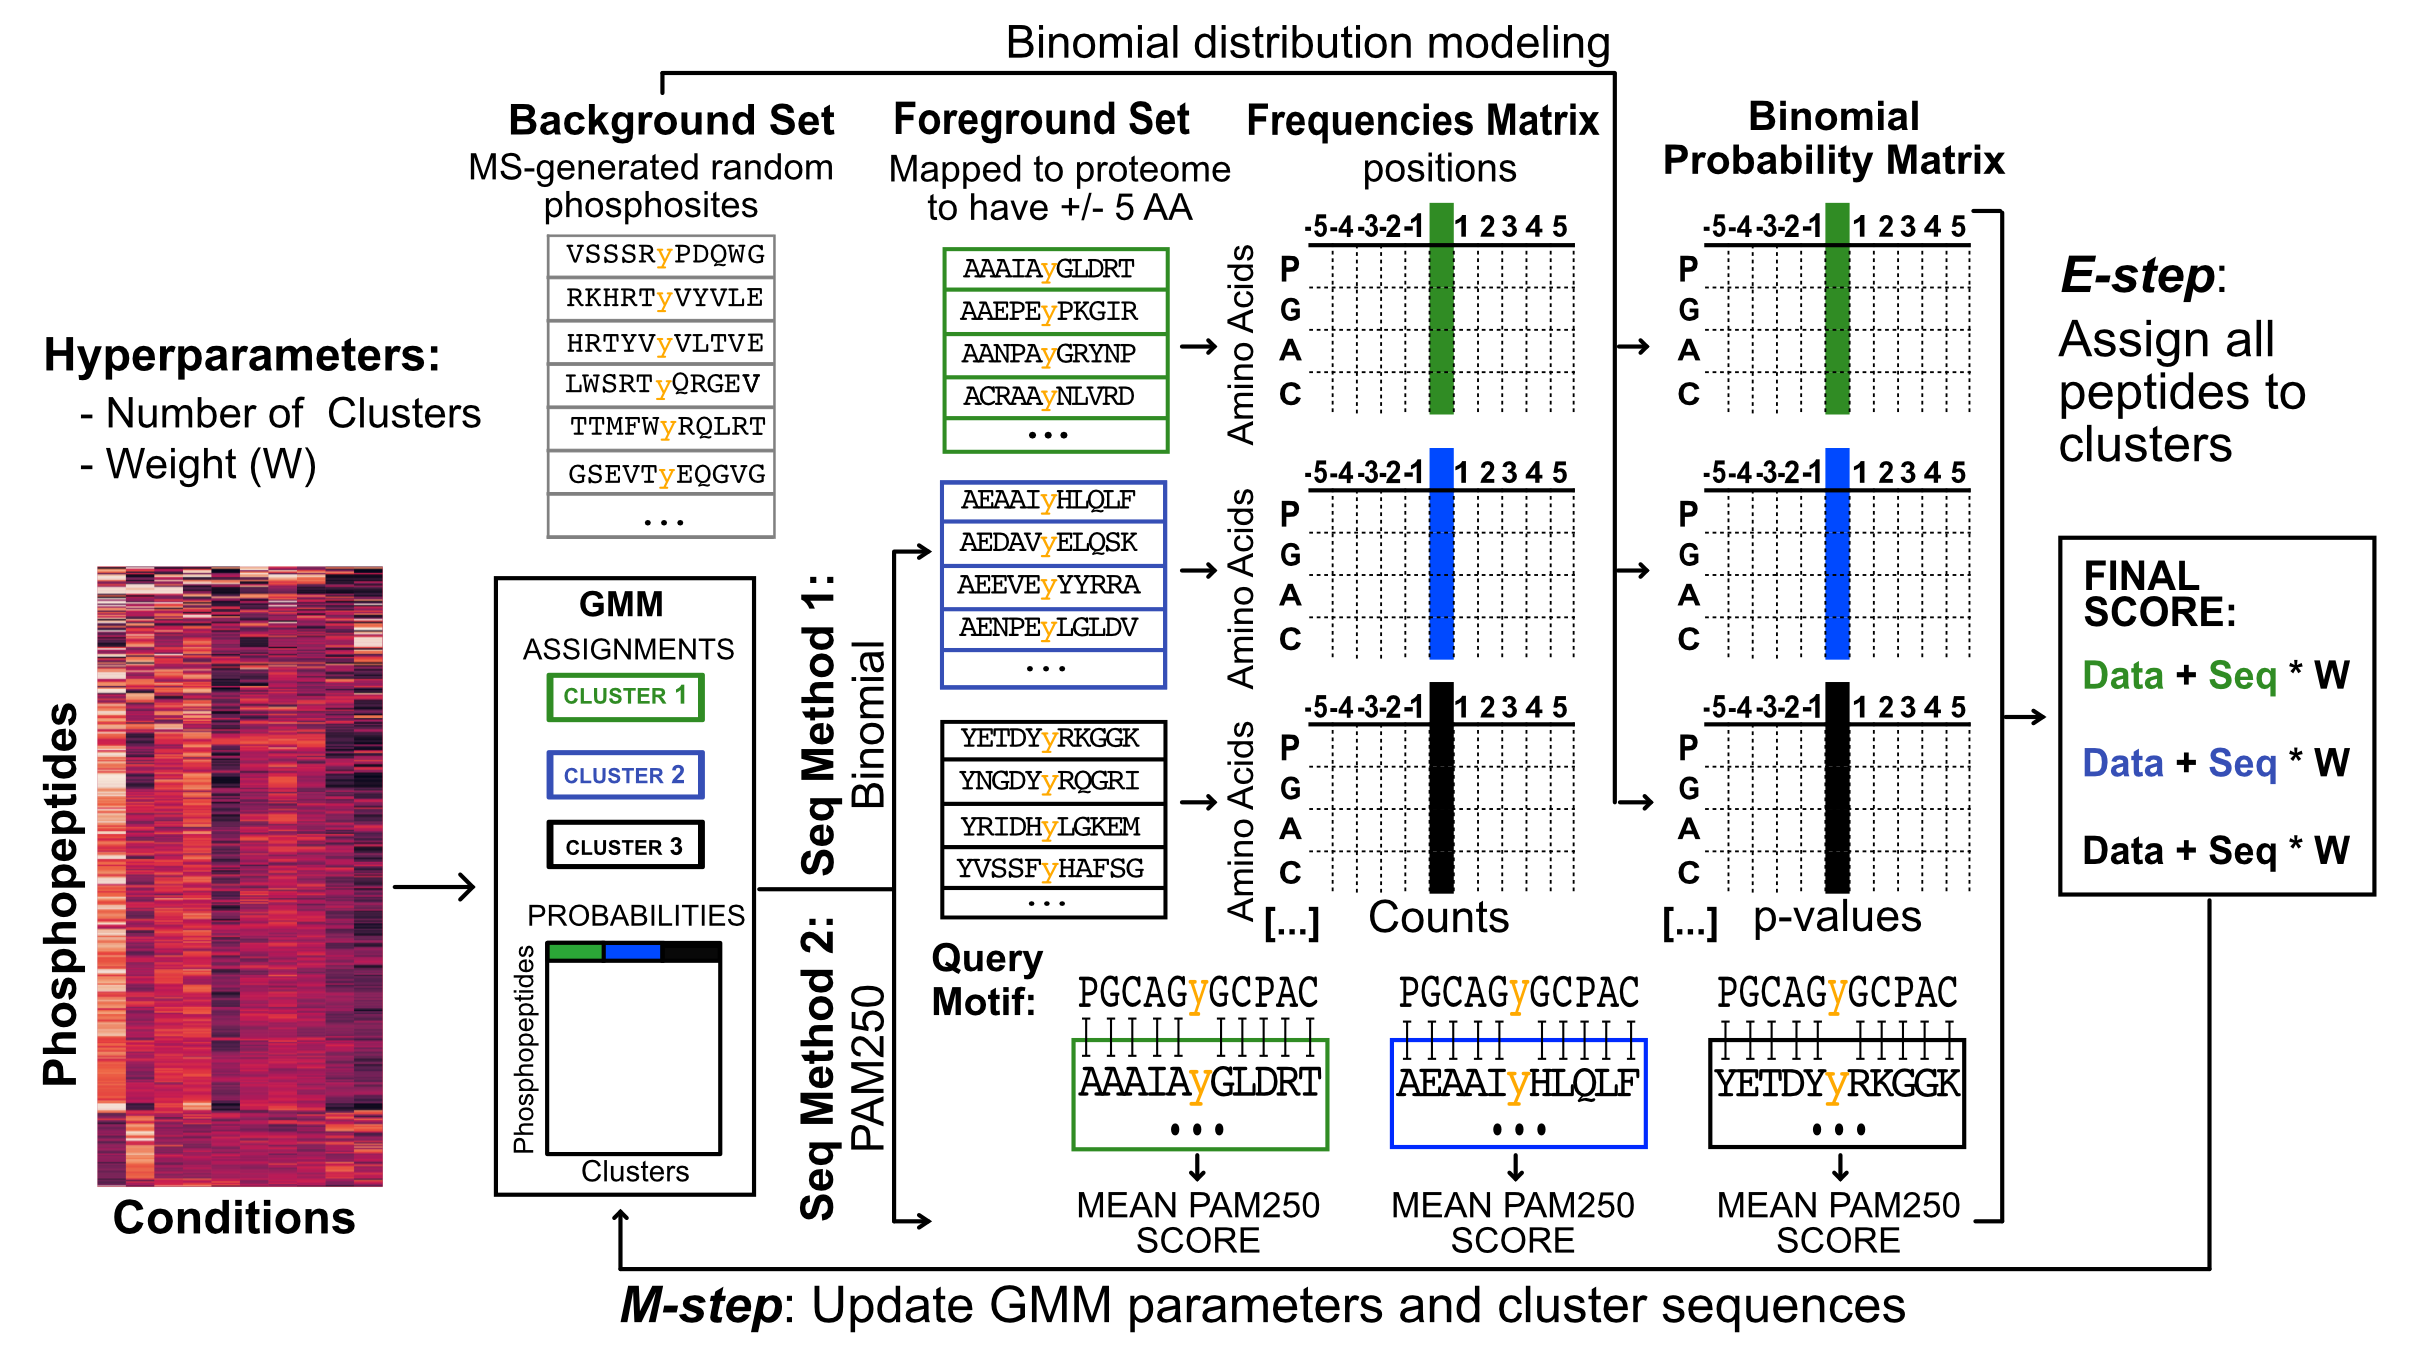 Binomial distribution modeling
Background Set
MS-generated random
phosphosites
VSSSRyPDQWG
RKHRTyVYVLE
HRTYVyVLTVE
LWSRTyQRGEV
TTMFWyRQLRT
GSEVTyEQGVG
...
Foreground Set
Mapped to proteome
to have +/- 5 AA
AAAIAyGLDRT
AAEPEyPKGIR
AANPAyGRYNP
ACRAAyNLVRD
...
AEAAIyHLQLF
AEDAVyELQSK
AEEVEyYYRRA
AENPEyLGLDV
...
YETDYyRKGGK
YNGDYyRQGRI
YRIDHyLGKEM
YVSSFyHAFSG
...
Frequencies Matrix
positions
-5 -4 -3 -2 -1 1 2 3 4 5
Amino Acids
P
G
A
C
-5 -4 -3 -2 -1 1 2 3 4 5
Amino Acids
P
G
A
C
-5 -4 -3 -2 -1 1 2 3 4 5
Amino Acids
P
G
A
C
[...]
Counts
Binomial
Probability Matrix
-5 -4 -3 -2 -1 1 2 3 4 5
P
G
A
C
-5 -4 -3 -2 -1 1 2 3 4 5
P
G
A
C
-5 -4 -3 -2 -1 1 2 3 4 5
P
G
A
C
[...]
p-values
Hyperparameters:
- Number of Clusters
- Weight (W)
Phosphopeptides
Conditions
GMM
ASSIGNMENTS
CLUSTER 1
CLUSTER 2
CLUSTER 3
PROBABILITIES
Phosphopeptides
Clusters
Seq Method 1:
Binomial
Seq Method 2:
PAM250
Query
Motif:
PGCAGyGCPAC
AAAIAyGLDRT
...
MEAN PAM250
SCORE
PGCAGyGCPAC
AEAAIyHLQLF
...
MEAN PAM250
SCORE
PGCAGyGCPAC
YETDYyRKGGK
...
MEAN PAM250
SCORE
E-step:
Assign all
peptides to
clusters
FINAL
SCORE:
Data + Seq * W
Data + Seq * W
Data + Seq * W
M-step: Update GMM parameters and cluster sequences